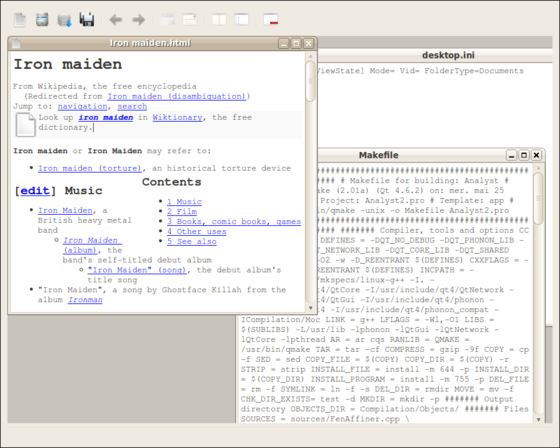 Iron maiden.html
Iron maiden
From Wikipedia, the free encyclopedia
(Redirected from Iron maiden (disambiguation))
Jump to: navigation, search
Look up iron maiden in Wiktionary, the free
dictionary.
Iron maiden or Iron Maiden may refer to:
• Iron maiden (torture), an historical torture device
Contents
• 1 Music
• 2 Film
• 3 Books, comic books, games
• 4 Other uses
• 5 See also
[edit] Music
• Iron Maiden, a
British heavy metal
band
○ Iron Maiden
(album), the
band's self-titled debut album
○ "Iron Maiden" (song), the debut album's
title song
• "Iron Maiden", a song by Ghostface Killah from the
album Ironman
desktop.ini
ViewState] Mode= Vid= FolderType=Documents
Makefile
################################
######## # Makefile for building: Analyst #
ake (2.01a) (Qt 4.6.2) on: mer. mai 25
Project: Analyst2.pro # Template: app #
bin/qmake -unix -o Makefile Analyst2.pro
################################
####### ####### Compiler, tools and options CC
DEFINES = -DQT_NO_DEBUG -DQT_PHONON_LIB -
T_NETWORK_LIB -DQT_CORE_LIB -DQT_SHARED
-O2 -w -D_REENTRANT $(DEFINES) CXXFLAGS = -
REENTRANT $(DEFINES) INCPATH = -
/mkspecs/linux-g++ -I. -
t4/QtCore -I/usr/include/qt4/QtNetwork -
t4/QtGui -I/usr/include/qt4/phonon -
t4 -I/usr/include/qt4/phonon_compat -
ICompilation/Moc LINK = g++ LFLAGS = -Wl,-O1 LIBS =
$(SUBLIBS) -L/usr/lib -lphonon -lQtGui -lQtNetwork -
lQtCore -lpthread AR = ar cqs RANLIB = QMAKE =
/usr/bin/qmake TAR = tar -cf COMPRESS = gzip -9f COPY = cp
-f SED = sed COPY_FILE = $(COPY) COPY_DIR = $(COPY) -r
STRIP = strip INSTALL_FILE = install -m 644 -p INSTALL_DIR
= $(COPY_DIR) INSTALL_PROGRAM = install -m 755 -p DEL_FILE
= rm -f SYMLINK = ln -f -s DEL_DIR = rmdir MOVE = mv -f
CHK_DIR_EXISTS= test -d MKDIR = mkdir -p ####### Output
directory OBJECTS_DIR = Compilation/Objets/ ####### Files
SOURCES = sources/FenAffiner.cpp \